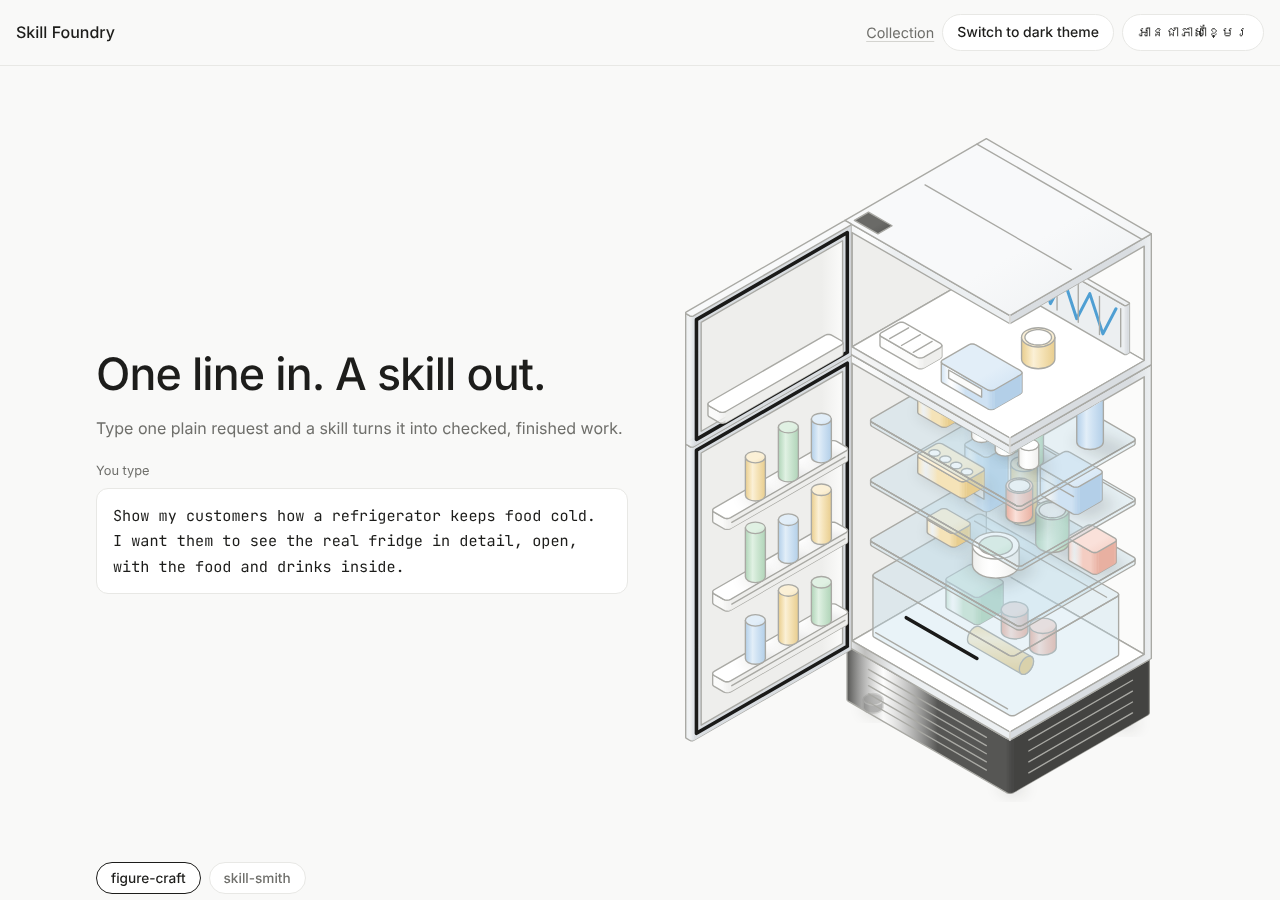 Skill Foundry
Collection
Switch to dark theme
អានជាភាសាខ្មែរ
One line in. A skill out.
Type one plain request and a skill turns it into checked, finished work.
You type
Show my customers how a refrigerator keeps food cold.
I want them to see the real fridge in detail, open,
with the food and drinks inside.
figure-craft
skill-smith